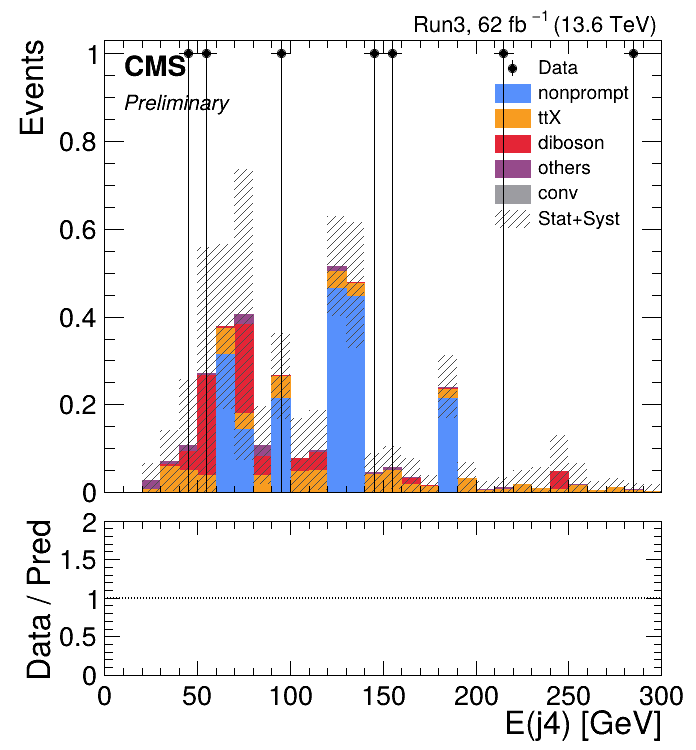 Run3, 62 fb⁻¹ (13.6 TeV)
Events
1
0.8
0.6
0.4
0.2
0
CMS
Preliminary
Data
nonprompt
ttX
diboson
others
conv
Stat+Syst
Data / Pred
2
1.5
1
0.5
0
0 50 100 150 200 250 300
E(j4) [GeV]